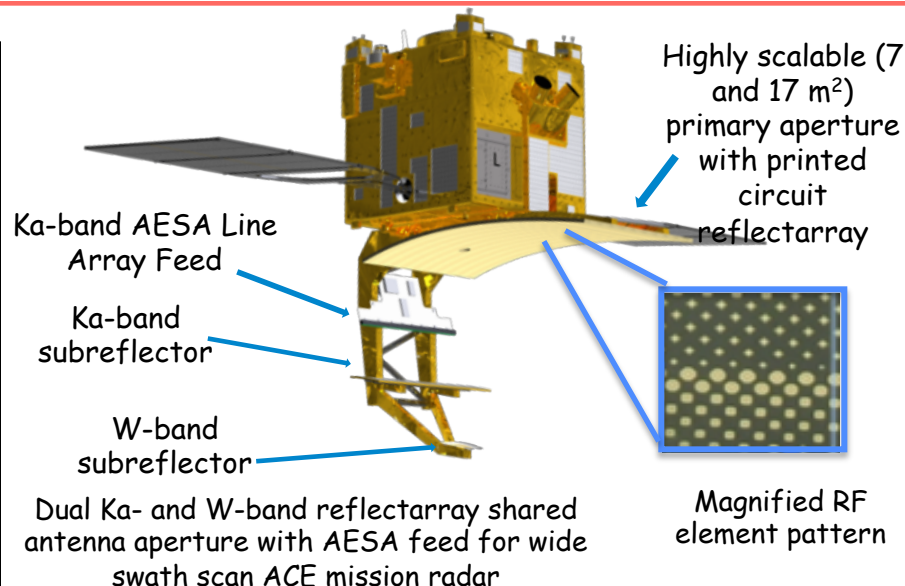 Highly scalable (7
and 17 m²)
primary aperture
with printed
circuit
reflectarray
L
Ka-band AESA Line
Array Feed
Ka-band
subreflector
W-band
subreflector
Magnified RF
element pattern
Dual Ka- and W-band reflectarray shared
antenna aperture with AESA feed for wide
swath scan ACE mission radar